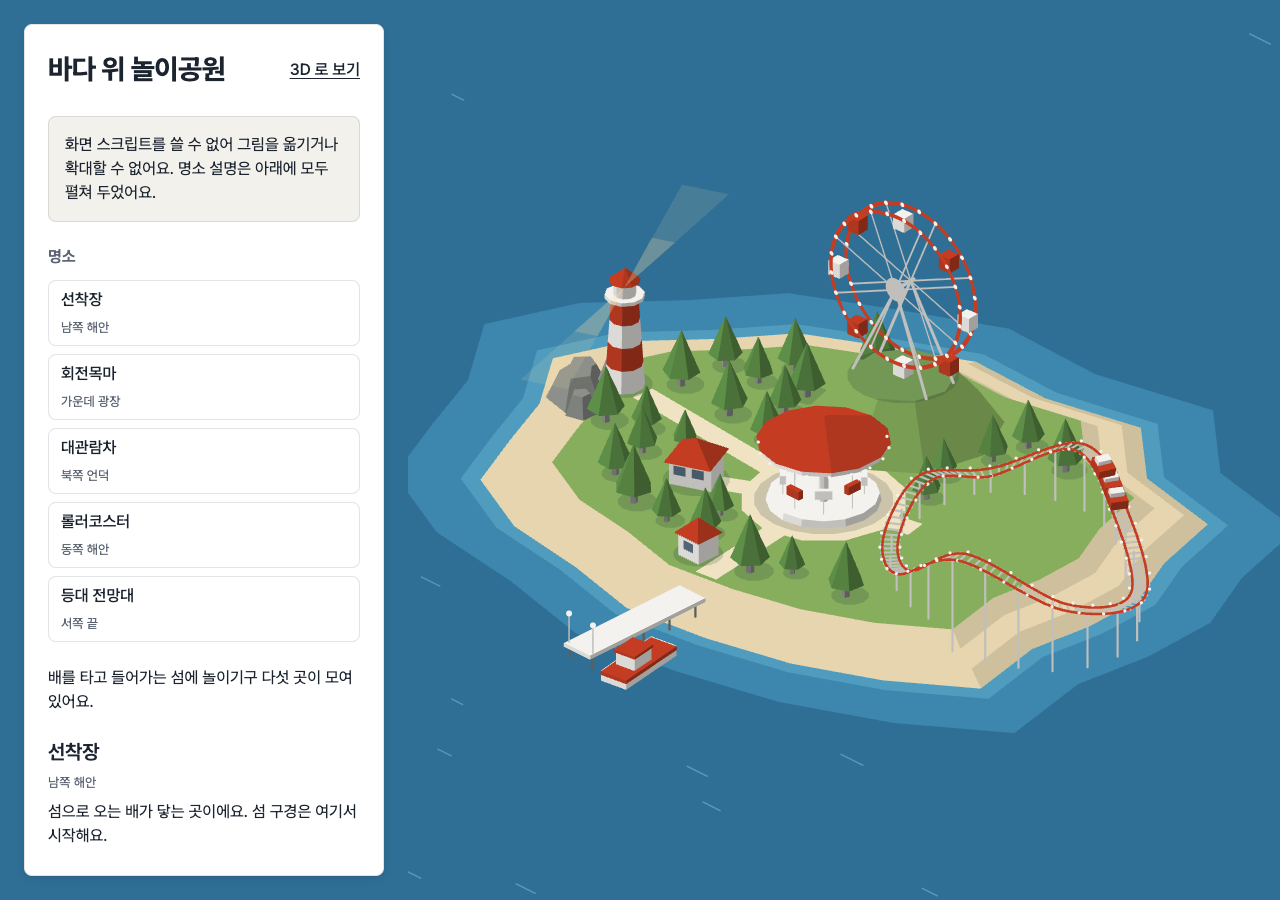 바다 위 놀이공원
3D 로 보기
화면 스크립트를 쓸 수 없어 그림을 옮기거나
확대할 수 없어요. 명소 설명은 아래에 모두
펼쳐 두었어요.
명소
선착장
남쪽 해안
회전목마
가운데 광장
대관람차
북쪽 언덕
롤러코스터
동쪽 해안
등대 전망대
서쪽 끝
배를 타고 들어가는 섬에 놀이기구 다섯 곳이 모여
있어요.
선착장
남쪽 해안
섬으로 오는 배가 닿는 곳이에요. 섬 구경은 여기서
시작해요.